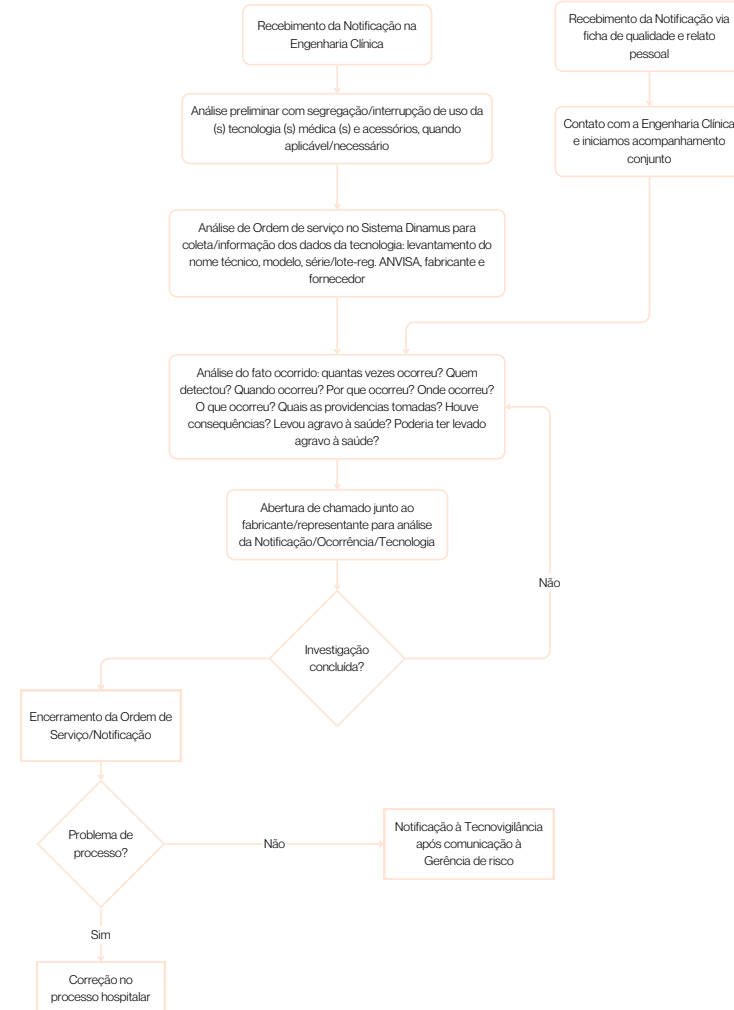 Recebimento da Notificação na
Engenharia Clínica
Recebimento da Notificação via
ficha de qualidade e relato
pessoal
Análise preliminar com segregação/interrupção de uso da
(s) tecnologia (s) médica (s) e acessórios, quando
aplicável/necessário
Contato com a Engenharia Clínica
e iniciamos acompanhamento
conjunto
Análise de Ordem de serviço no Sistema Dinamus para
coleta/informação dos dados da tecnologia: levantamento do
nome técnico, modelo, série/lote-reg. ANVISA, fabricante e
fornecedor
Análise do fato ocorrido: quantas vezes ocorreu? Quem
detectou? Quando ocorreu? Por que ocorreu? Onde ocorreu?
O que ocorreu? Quais as providencias tomadas? Houve
consequências? Levou agravo à saúde? Poderia ter levado
agravo à saúde?
Abertura de chamado junto ao
fabricante/representante para análise
da Notificação/Ocorrência/Tecnologia
Não
Investigação
concluída?
Encerramento da Ordem de
Serviço/Notificação
Problema de
processo?
Não
Notificação à Tecnovigilância
após comunicação à
Gerência de risco
Sim
Correção no
processo hospitalar